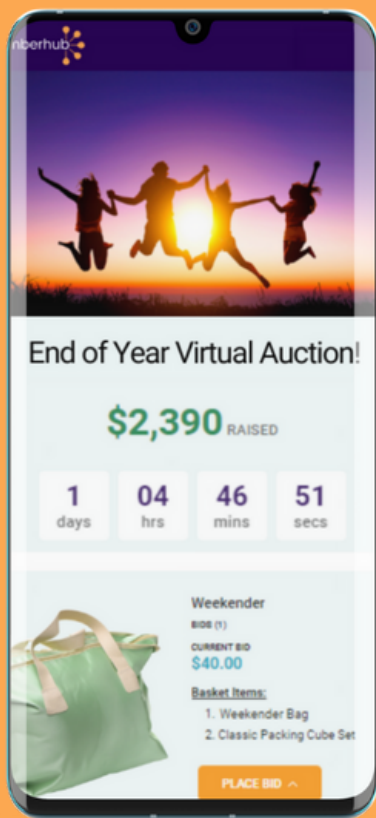 nberhub
End of Year Virtual Auction!
$2,390 RAISED
1 04 46 51
days hrs mins secs
Weekender
BIDS (1)
CURRENT BID
$40.00
Basket Items:
1. Weekender Bag
2. Classic Packing Cube Set
PLACE BID